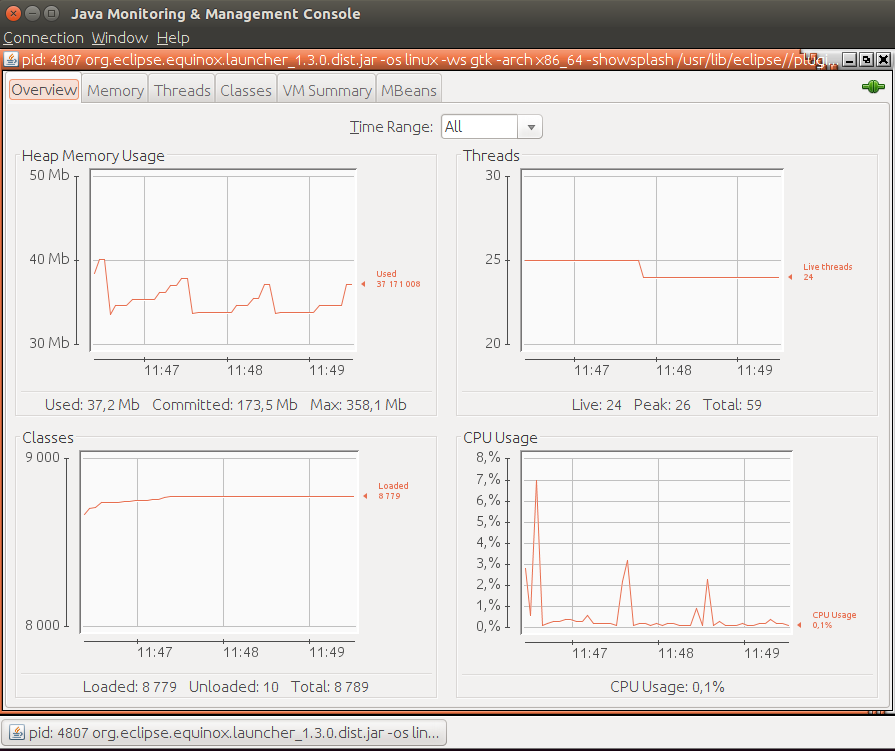 Java Monitoring & Management Console
Connection Window Help
pid: 4807 org.eclipse.equinox.launcher_1.3.0.dist.jar -os linux -ws gtk -arch x86_64 -showsplash /usr/lib/eclipse//plugi...
Overview Memory Threads Classes VM Summary MBeans
Time Range: All
Heap Memory Usage
50 Mb
40 Mb
30 Mb
Used
37 171 008
11:47 11:48 11:49
Used: 37,2 Mb Committed: 173,5 Mb Max: 358,1 Mb
Threads
30
25
20
Live threads
24
11:47 11:48 11:49
Live: 24 Peak: 26 Total: 59
Classes
9 000
8 000
Loaded
8 779
11:47 11:48 11:49
Loaded: 8 779 Unloaded: 10 Total: 8 789
CPU Usage
8,%
7,%
6,%
5,%
4,%
3,%
2,%
1,%
0,%
CPU Usage
0,1%
11:47 11:48 11:49
CPU Usage: 0,1%
pid: 4807 org.eclipse.equinox.launcher_1.3.0.dist.jar -os lin...